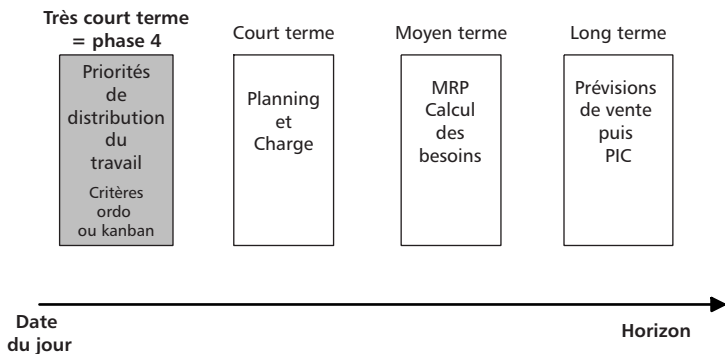 Très court terme
= phase 4
Priorités
de
distribution
du
travail
Critères
ordo
ou kanban
Court terme
Planning
et
Charge
Moyen terme
MRP
Calcul
des
besoins
Long terme
Prévisions
de vente
puis
PIC
Date
du jour
Horizon